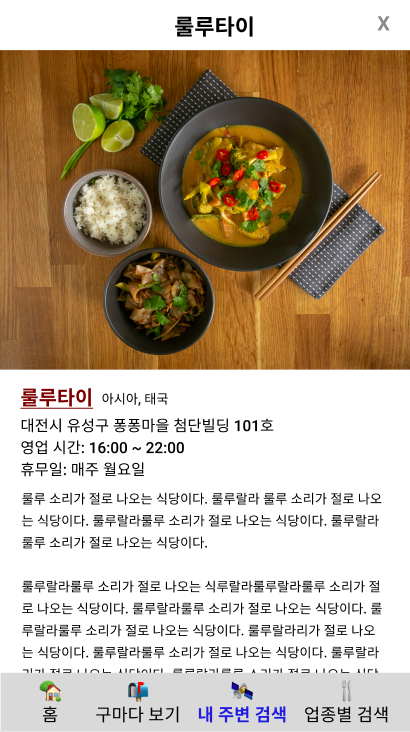 룰루타이
X
룰루타이 아시아, 태국
대전시 유성구 퐁퐁마을 첨단빌딩 101호
영업 시간: 16:00 ~ 22:00
휴무일: 매주 월요일
룰루 소리가 절로 나오는 식당이다. 룰루랄라 룰루 소리가 절로 나오
는 식당이다. 룰루랄라룰루 소리가 절로 나오는 식당이다. 룰루랄라
룰루 소리가 절로 나오는 식당이다.
룰루랄라룰루 소리가 절로 나오는 식루랄라룰루랄라룰루 소리가 절
로 나오는 식당이다. 룰루랄라룰루 소리가 절로 나오는 식당이다. 룰
루랄라룰루 소리가 절로 나오는 식당이다. 룰루랄라리가 절로 나오
는 식당이다. 룰루랄라룰루 소리가 절로 나오는 식당이다. 룰루랄라
홈
구마다 보기
내 주변 검색
업종별 검색